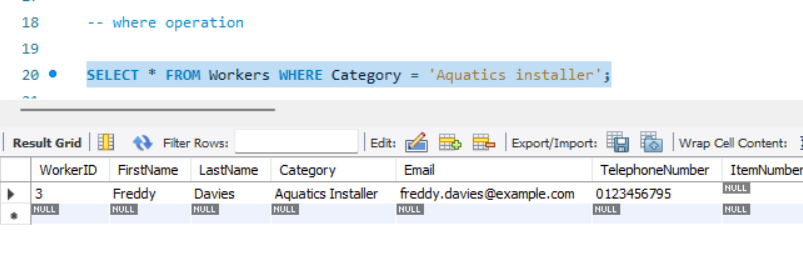 18 -- where operation
19
20 SELECT * FROM Workers WHERE Category = 'Aquatics installer';
Result Grid Filter Rows: Edit: Export/Import: Wrap Cell Content:
WorkerID FirstName LastName Category Email TelephoneNumber ItemNumber
3 Freddy Davies Aquatics Installer freddy.davies@example.com 0123456795 NULL
NULL NULL NULL NULL NULL NULL NULL